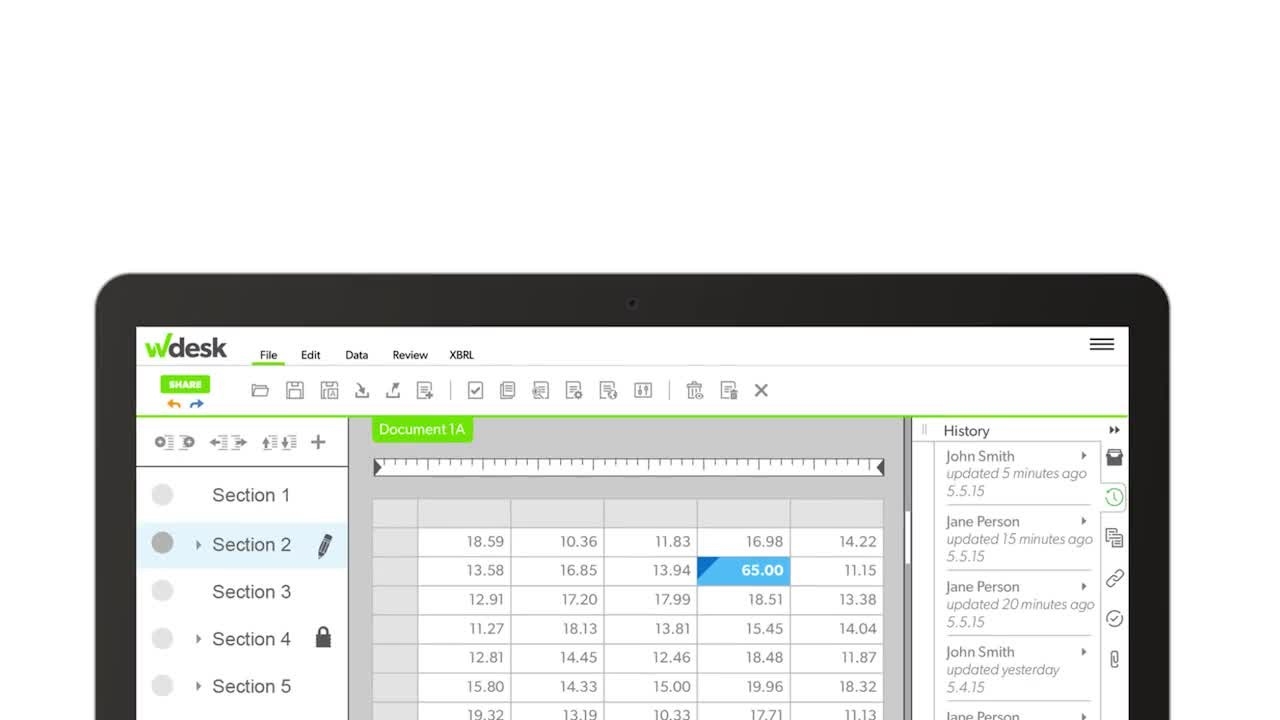 wdesk
File Edit Data Review XBRL
SHARE
Document 1A
Section 1
Section 2
Section 3
Section 4
Section 5
18.59 10.36 11.83 16.98 14.22
13.58 16.85 13.94 65.00 11.15
12.91 17.20 17.99 18.51 13.38
11.27 18.13 13.81 15.45 14.04
12.81 14.45 12.46 18.48 11.87
15.80 14.33 15.00 19.96 18.32
19.32 13.19 10.33 17.71 11.13
History
John Smith
updated 5 minutes ago
5.5.15
Jane Person
updated 15 minutes ago
5.5.15
Jane Person
updated 20 minutes ago
5.5.15
John Smith
updated yesterday
5.4.15
Jane Person